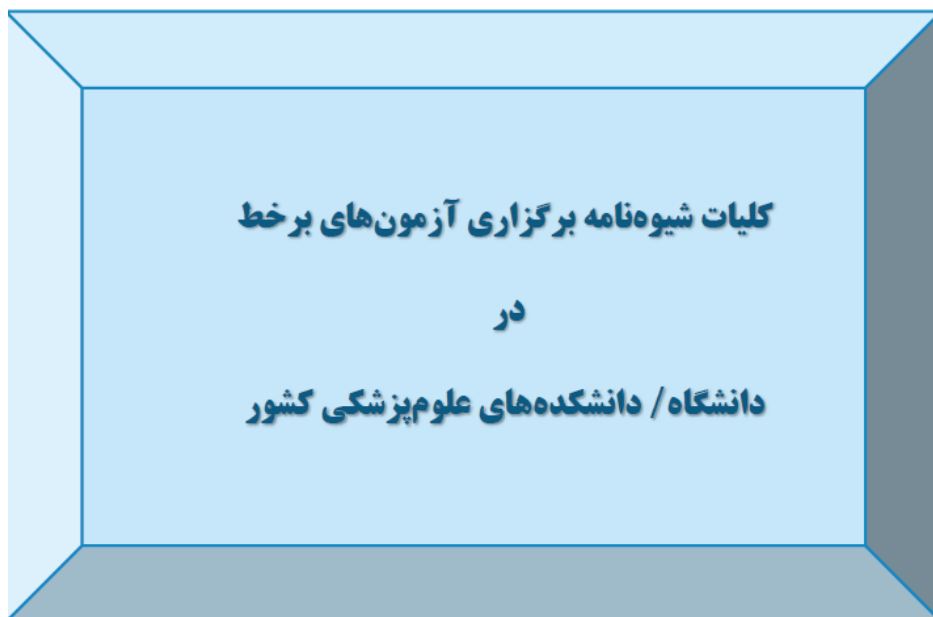 کلیات شیوه‌نامه برگزاری آزمون‌های برخط
در
دانشگاه/ دانشکده‌های علوم‌پزشکی کشور